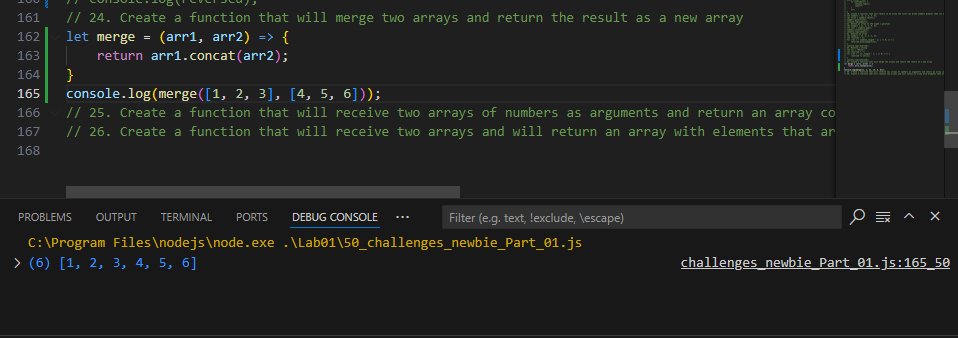 160 // console.log(reversed);
161 // 24. Create a function that will merge two arrays and return the result as a new array
162 let merge = (arr1, arr2) => {
163 return arr1.concat(arr2);
164 }
165 console.log(merge([1, 2, 3], [4, 5, 6]));
166 // 25. Create a function that will receive two arrays of numbers as arguments and return an array co
167 // 26. Create a function that will receive two arrays and will return an array with elements that ar
168
PROBLEMS OUTPUT TERMINAL PORTS DEBUG CONSOLE ··· Filter (e.g. text, !exclude, \escape)
C:\Program Files\nodejs\node.exe .\Lab01\50_challenges_newbie_Part_01.js
> (6) [1, 2, 3, 4, 5, 6] challenges_newbie_Part_01.js:165_50